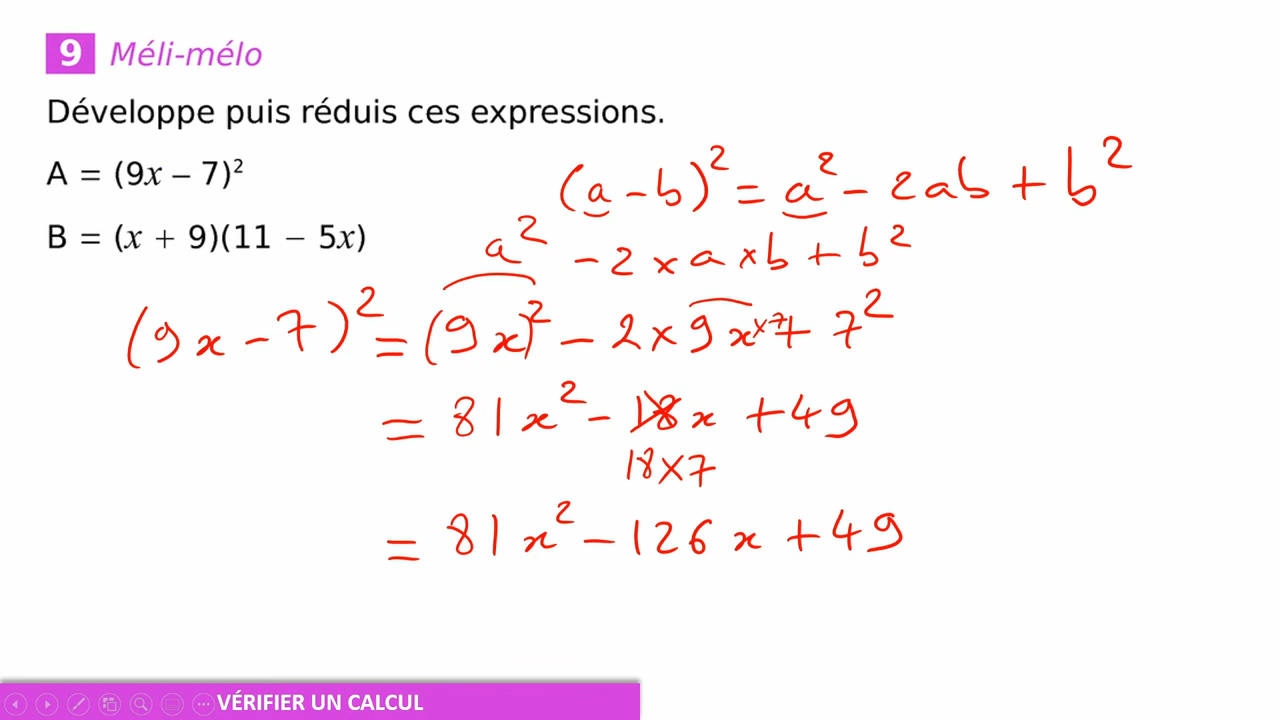 9 Méli-mélo
Développe puis réduis ces expressions.
A = (9x – 7)²
(a - b)² = a² - 2ab + b²
B = (x + 9)(11 − 5x)
a² - 2 × a × b + b²
(9x - 7)² = (9x)² - 2 × 9x × 7 + 7²
= 81x² - 18x + 49
18 × 7
= 81x² - 126x + 49
VÉRIFIER UN CALCUL